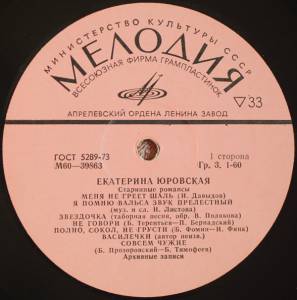 МИНИСТЕРСТВО КУЛЬТУРЫ СССР
МЕЛОДИЯ
ВСЕСОЮЗНАЯ ФИРМА ГРАМПЛАСТИНОК
АПРЕЛЕВСКИЙ ОРДЕНА ЛЕНИНА ЗАВОД
33
ГОСТ 5289-73
1 сторона
М60—39863
Гр. 3. 1-60
ЕКАТЕРИНА ЮРОВСКАЯ
Старинные романсы
МЕНЯ НЕ ГРЕЕТ ШАЛЬ (Н. Давыдов)
Я ПОМНЮ ВАЛЬСА ЗВУК ПРЕЛЕСТНЫЙ
(муз. и сл. Н. Листова)
ЗВЕЗДОЧКА (таборная песня, обр. В. Полякова)
НЕ ГОВОРИ (Б. Терентьев—П. Бернадский)
ПОЛНО, СОКОЛ, НЕ ГРУСТИ (Б. Фомин—И. Финк)
ВАСИЛЕЧКИ (автор неизв.)
СОВСЕМ ЧУЖИЕ
(Б. Прозоровский—Б. Тимофеев)
Архивные записи